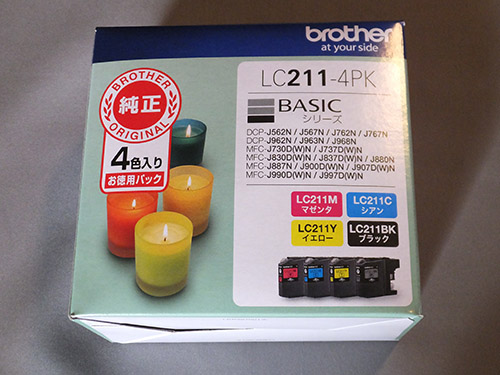 brother
at your side
BROTHER
純正
ORIGINAL
4色入り
お徳用パック
LC211-4PK
BASIC
シリーズ
DCP-J562N / J567N / J762N / J767N
DCP-J962N / J963N / J968N
MFC-J730D(W)N / J737D(W)N
MFC-J830D(W)N / J837D(W)N / J880N
MFC-J887N / J900D(W)N / J907D(W)N
MFC-J990D(W)N / J997D(W)N
LC211M
マゼンタ
LC211C
シアン
LC211Y
イエロー
LC211BK
ブラック